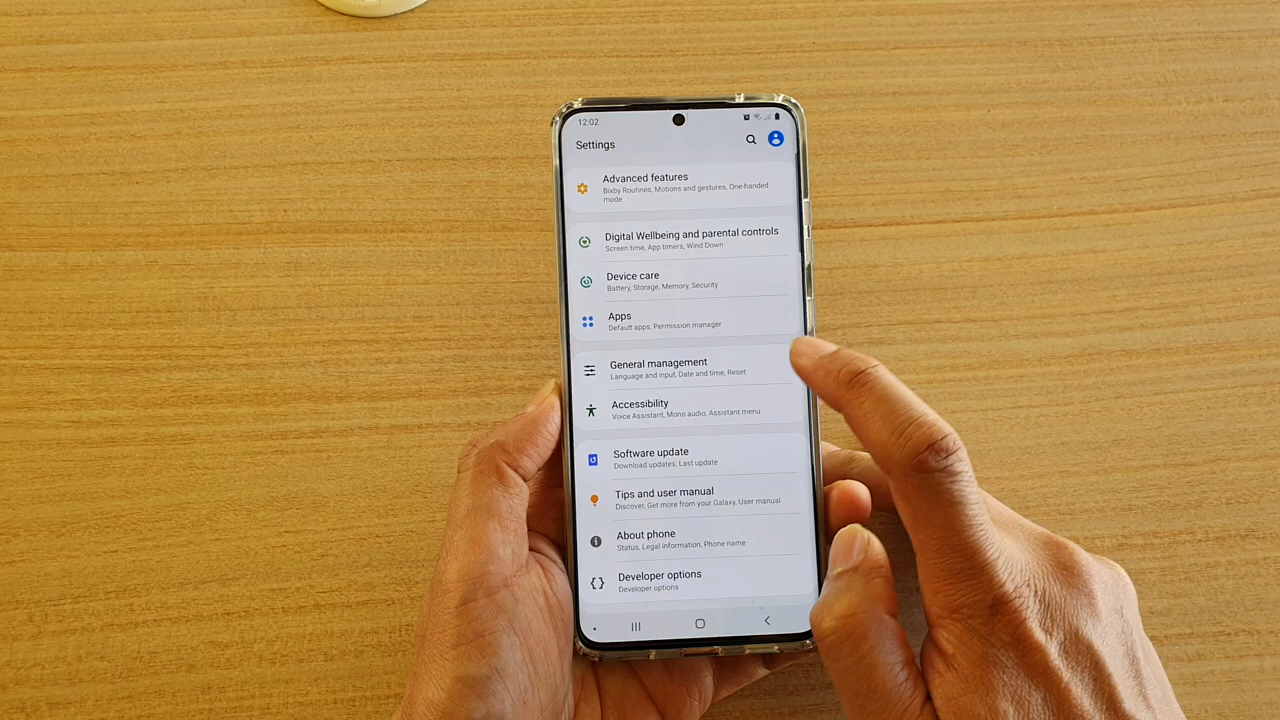 12:02
Settings
Advanced features
Bixby Routines, Motions and gestures, One-handed
mode
Digital Wellbeing and parental controls
Screen time, App timers, Wind Down
Device care
Battery, Storage, Memory, Security
Apps
Default apps, Permission manager
General management
Language and input, Date and time, Reset
Accessibility
Voice Assistant, Mono audio, Assistant menu
Software update
Download updates, Last update
Tips and user manual
Discover, Get more from your Galaxy, User manual
About phone
Status, Legal information, Phone name
Developer options
Developer options